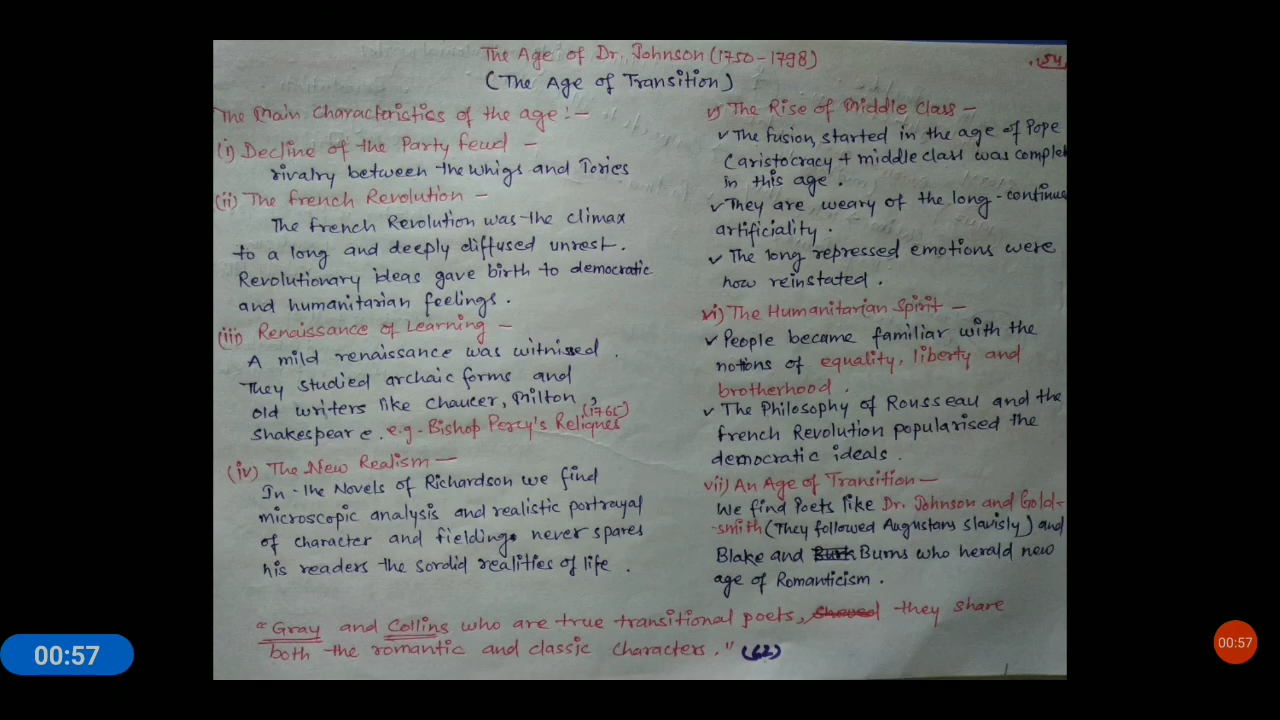 The Age of Dr. Johnson (1750-1798)
54
(The Age of Transition)
The Main Characteristics of the age :-
(i) Decline of the Party feud -
rivalry between the whigs and Tories
(ii) The French Revolution -
The French Revolution was the climax
to a long and deeply diffused unrest.
Revolutionary ideas gave birth to democratic
and humanitarian feelings.
(iii) Renaissance of Learning -
A mild renaissance was witnissed.
They studied archaic forms and
old writers like Chaucer, Milton,
Shakespeare. e.g - Bishop Percy's Reliques (1765)
(iv) The New Realism -
In the Novels of Richardson we find
microscopic analysis and realistic portrayal
of character and fielding never spares
his readers the sordid realities of life.
v) The Rise of Middle Class -
✓ The fusion, started in the age of Pope
(aristocracy + middle class was complet
in this age.
✓ They are weary of the long-continue
artificiality.
✓ The long repressed emotions were
now reinstated.
vi) The Humanitarian Spirit -
✓ People became familiar with the
notions of equality, liberty and
brotherhood.
✓ The Philosophy of Rousseau and the
French Revolution popularised the
democratic ideals.
vii) An Age of Transition -
We find Poets like Dr. Johnson and Gold-
-smith (They followed Augustans slavisly) and
Blake and Burns who herald new
age of Romanticism.
"Gray and Collins who are true transitional poets, they share
both the romantic and classic characters." (62)
00:57
00:57